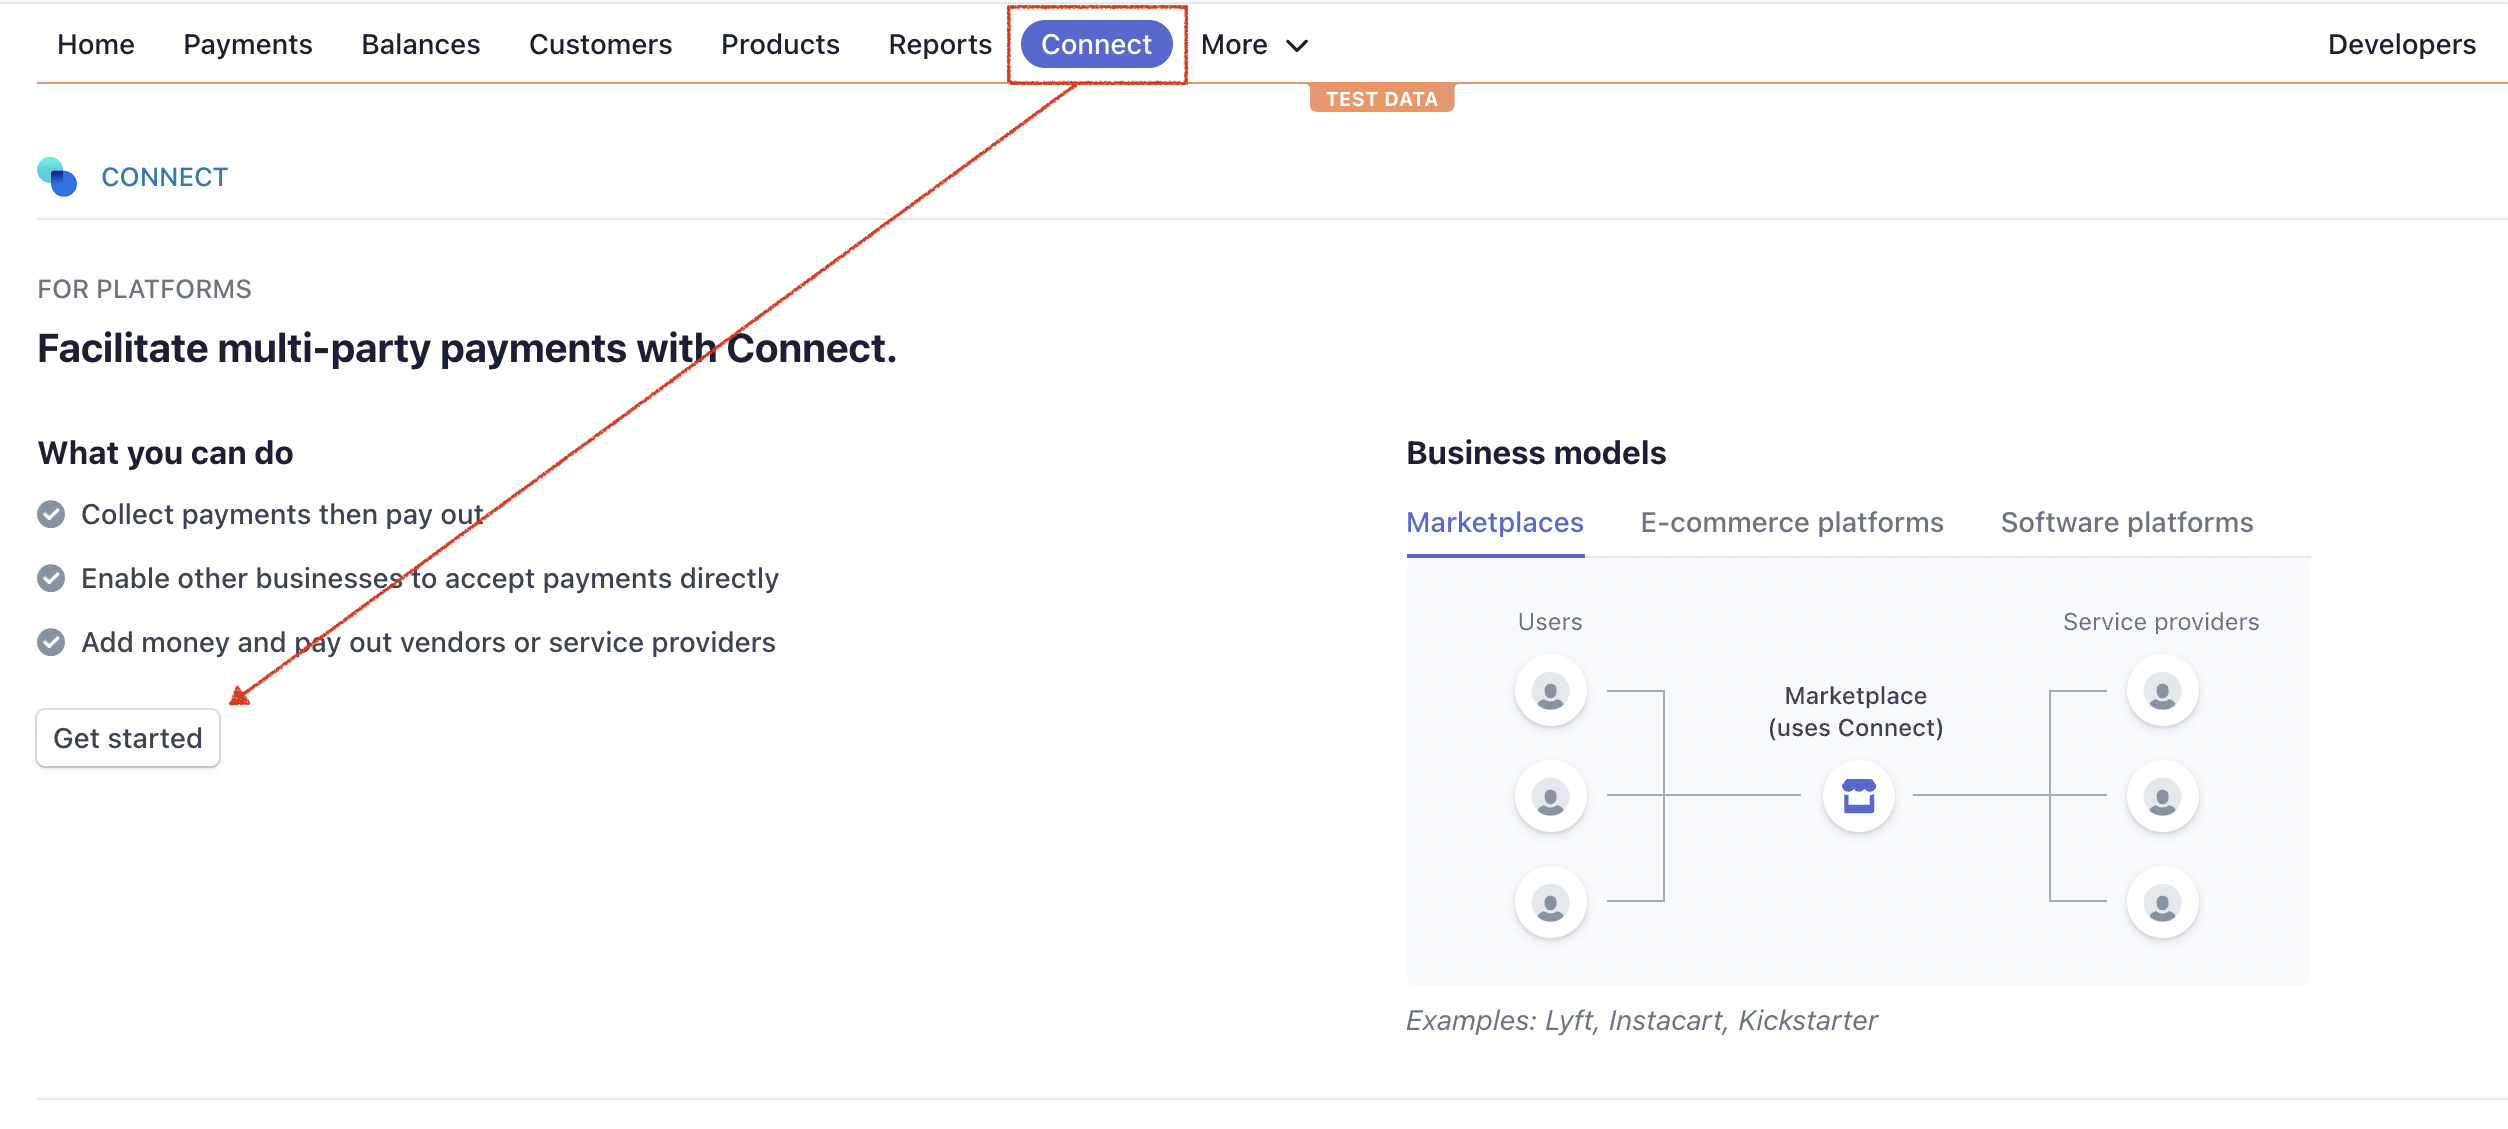 Home Payments Balances Customers Products Reports Connect More Developers
TEST DATA
CONNECT
FOR PLATFORMS
Facilitate multi-party payments with Connect.
What you can do
Collect payments then pay out
Enable other businesses to accept payments directly
Add money and pay out vendors or service providers
Get started
Business models
Marketplaces E-commerce platforms Software platforms
Users
Service providers
Marketplace
(uses Connect)
Examples: Lyft, Instacart, Kickstarter